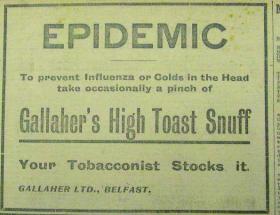 EPIDEMIC
To prevent Influenza or Colds in the Head
take occasionally a pinch of
Gallaher's High Toast Snuff
Your Tobacconist Stocks it.
GALLAHER LTD., BELFAST.